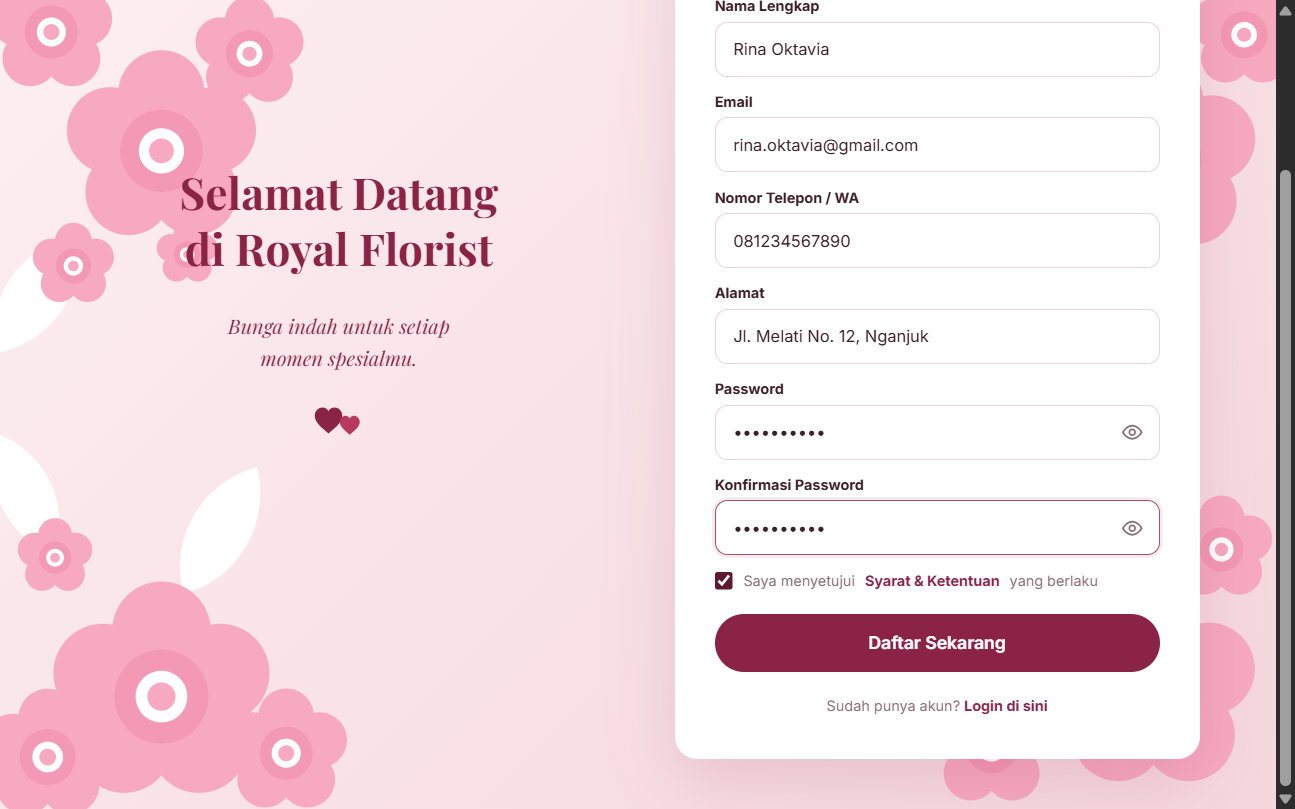 Selamat Datang
di Royal Florist
Bunga indah untuk setiap
momen spesialmu.
Nama Lengkap
Rina Oktavia
Email
rina.oktavia@gmail.com
Nomor Telepon / WA
081234567890
Alamat
Jl. Melati No. 12, Nganjuk
Password
••••••••••
Konfirmasi Password
••••••••••
Saya menyetujui Syarat & Ketentuan yang berlaku
Daftar Sekarang
Sudah punya akun? Login di sini